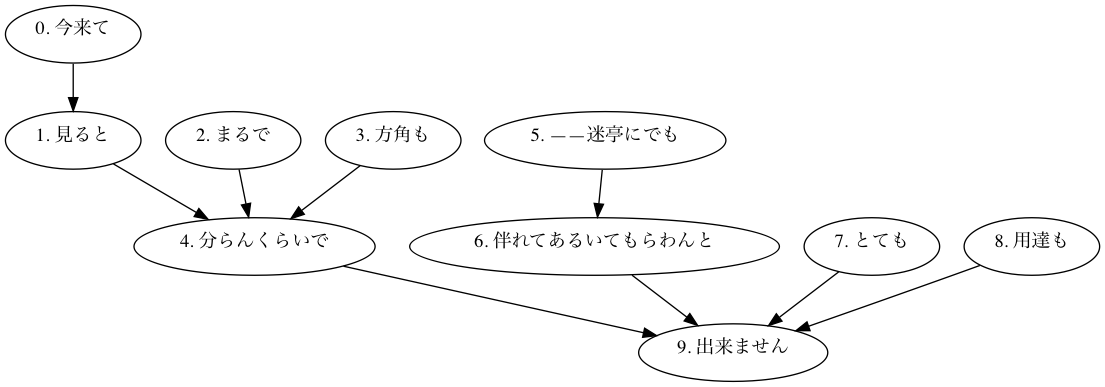 0. 今来て
1. 見ると
2. まるで
3. 方角も
5. ——迷亭にでも
4. 分らんくらいで
6. 伴れてあるいてもらわんと
7. とても
8. 用達も
9. 出来ません